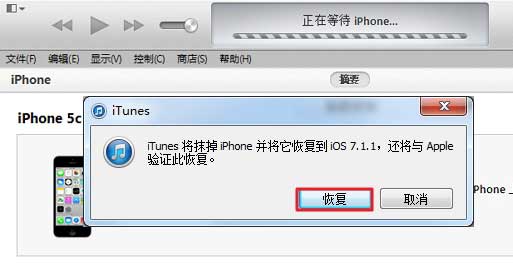 正在等待 iPhone...
文件(F) 编辑(E) 显示(V) 控制(C) 商店(S) 帮助(H)
iPhone
摘要
iPhone 5c
iTunes
iTunes 将抹掉 iPhone 并将它恢复到 iOS 7.1.1，还将与 Apple
验证此恢复。
Phone
恢复 取消